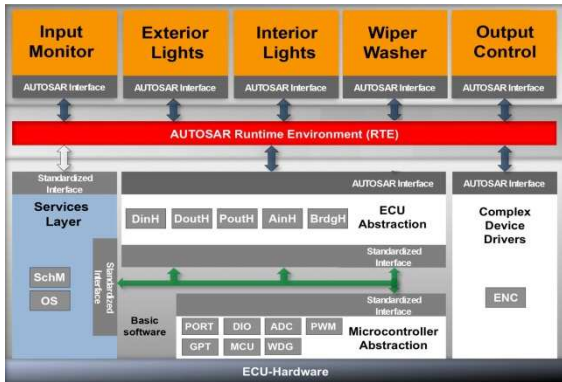 Input
Monitor
Exterior
Lights
Interior
Lights
Wiper
Washer
Output
Control
AUTOSAR Interface
AUTOSAR Interface
AUTOSAR Interface
AUTOSAR Interface
AUTOSAR Interface
AUTOSAR Runtime Environment (RTE)
Standardized
Interface
AUTOSAR Interface
AUTOSAR Interface
Services
Layer
DinH
DoutH
PoutH
AinH
BrdgH
ECU
Abstraction
Complex
Device
Drivers
Standardized
Interface
Standardized
Interface
SchM
OS
ENC
Standardized
Interface
Basic
software
PORT
DIO
ADC
PWM
GPT
MCU
WDG
Microcontroller
Abstraction
ECU-Hardware